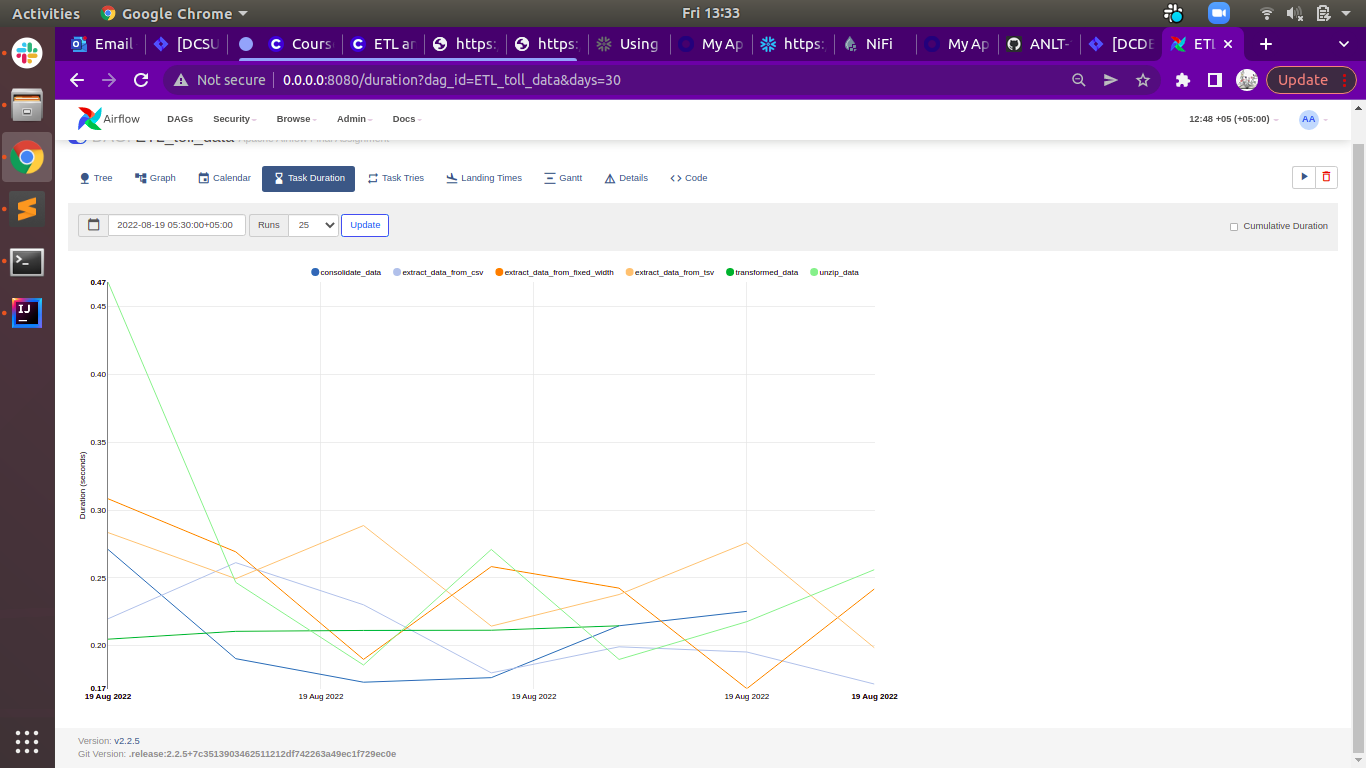 Activities
Google Chrome
Fri 13:33
Email
[DCSU
Cours
ETL ar
https:
https:
Using
My Ap
https:
NiFi
My Ap
ANLT-
[DCDE
ETL
Not secure
0.0.0.0:8080/duration?dag_id=ETL_toll_data&days=30
Update
Airflow
DAGs
Security
Browse
Admin
Docs
12:48 +05 (+05:00)
AA
Tree
Graph
Calendar
Task Duration
Task Tries
Landing Times
Gantt
Details
Code
2022-08-19 05:30:00+05:00
Runs
25
Update
Cumulative Duration
consolidate_data
extract_data_from_csv
extract_data_from_fixed_width
extract_data_from_tsv
transformed_data
unzip_data
0.47
0.45
0.40
0.35
0.30
0.25
0.20
0.17
Duration (seconds)
19 Aug 2022
19 Aug 2022
19 Aug 2022
19 Aug 2022
19 Aug 2022
IJ
Version: v2.2.5
Git Version: .release:2.2.5+7c3513903462511212df742263a49ec1f729ec0e